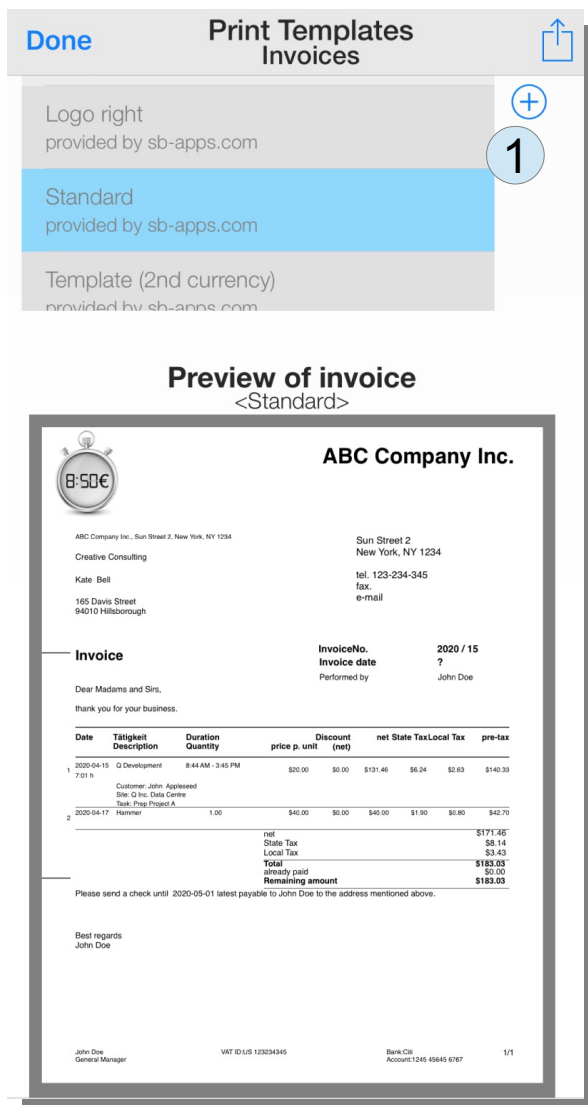 Done
Print Templates
Invoices
Logo right
provided by sb-apps.com
1
Standard
provided by sb-apps.com
Template (2nd currency)
provided by sb-apps.com
Preview of invoice
<Standard>
8:50€
ABC Company Inc.
ABC Company Inc., Sun Street 2, New York, NY 1234
Creative Consulting
Kate Bell
165 Davis Street
94010 Hillsborough
Sun Street 2
New York, NY 1234
tel. 123-234-345
fax.
e-mail
Invoice
InvoiceNo. 2020 / 15
Invoice date ?
Performed by John Doe
Dear Madams and Sirs,
thank you for your business.
Date Tätigkeit Duration Discount net State TaxLocal Tax pre-tax
Description Quantity price p. unit (net)
1 2020-04-15 Q Development 8:44 AM - 3:45 PM $20.00 $0.00 $131.46 $6.24 $2.63 $140.33
7:01 h
Customer: John Appleseed
Site: Q Inc. Data Centre
Task: Prep Project A
2 2020-04-17 Hammer 1.00 $40.00 $0.00 $40.00 $1.90 $0.80 $42.70
net $171.46
State Tax $8.14
Local Tax $3.43
Total $183.03
already paid $0.00
Remaining amount $183.03
Please send a check until 2020-05-01 latest payable to John Doe to the address mentioned above.
Best regards
John Doe
John Doe VAT ID:US 123234345 Bank:Citi 1/1
General Manager Account:1245 45645 6767